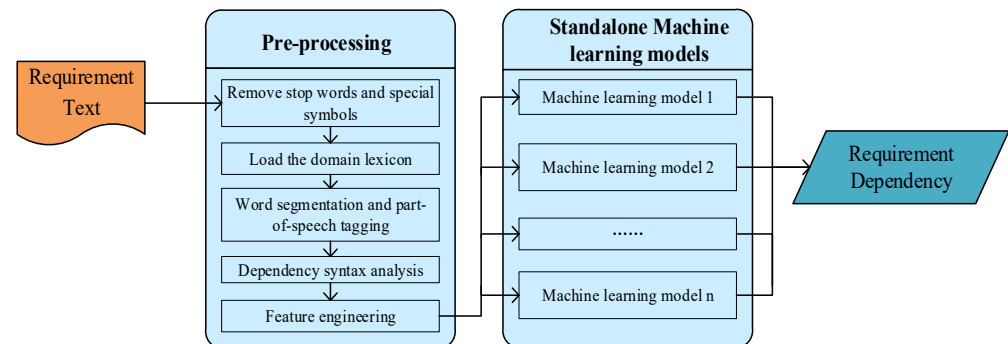 Requirement
Text
Pre-processing
Remove stop words and special
symbols
Load the domain lexicon
Word segmentation and part-
of-speech tagging
Dependency syntax analysis
Feature engineering
Standalone Machine
learning models
Machine learning model 1
Machine learning model 2
......
Machine learning model n
Requirement
Dependency